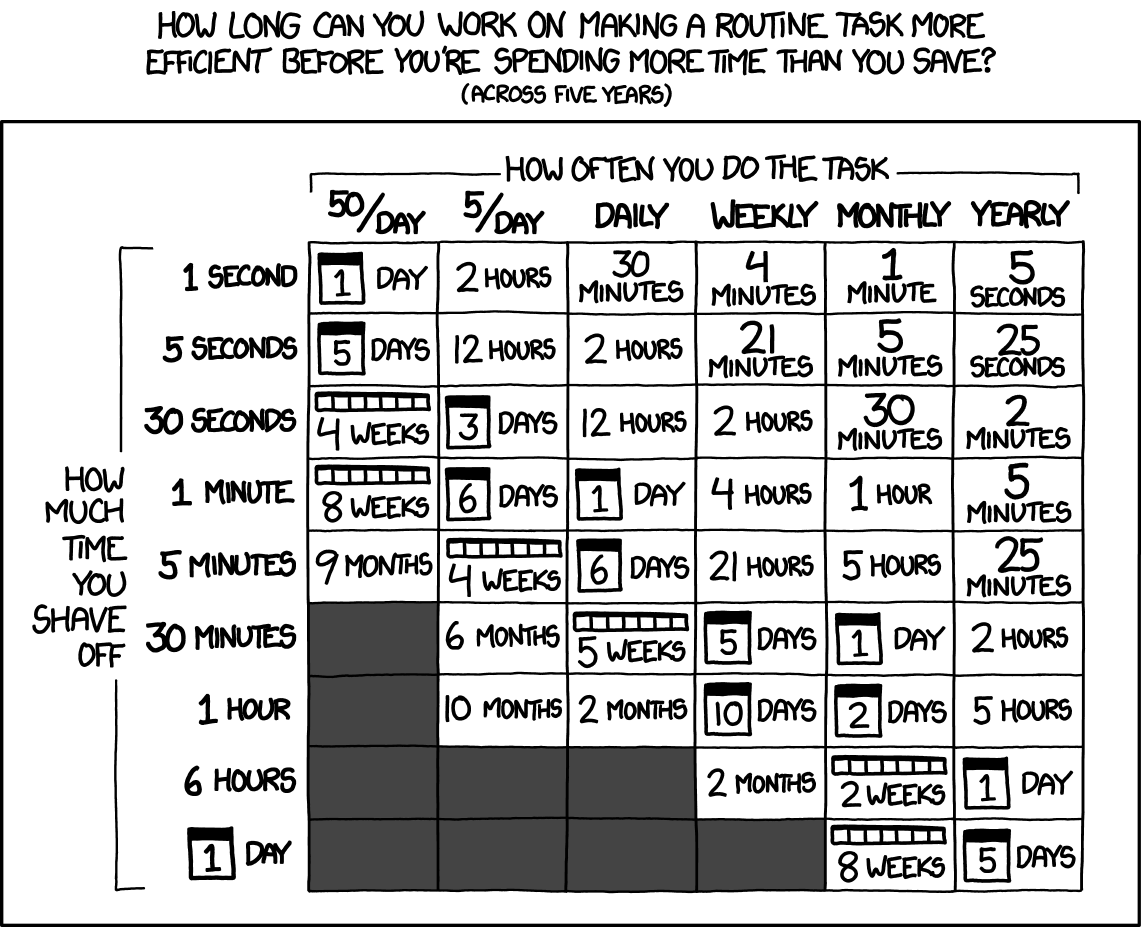 HOW LONG CAN YOU WORK ON MAKING A ROUTINE TASK MORE
EFFICIENT BEFORE YOU'RE SPENDING MORE TIME THAN YOU SAVE?
(ACROSS FIVE YEARS)
HOW OFTEN YOU DO THE TASK
50/DAY 5/DAY DAILY WEEKLY MONTHLY YEARLY
HOW
MUCH
TIME
YOU
SHAVE
OFF
1 SECOND 1 DAY 2 HOURS 30 MINUTES 4 MINUTES 1 MINUTE 5 SECONDS
5 SECONDS 5 DAYS 12 HOURS 2 HOURS 21 MINUTES 5 MINUTES 25 SECONDS
30 SECONDS 4 WEEKS 3 DAYS 12 HOURS 2 HOURS 30 MINUTES 2 MINUTES
1 MINUTE 8 WEEKS 6 DAYS 1 DAY 4 HOURS 1 HOUR 5 MINUTES
5 MINUTES 9 MONTHS 4 WEEKS 6 DAYS 21 HOURS 5 HOURS 25 MINUTES
30 MINUTES 6 MONTHS 5 WEEKS 5 DAYS 1 DAY 2 HOURS
1 HOUR 10 MONTHS 2 MONTHS 10 DAYS 2 DAYS 5 HOURS
6 HOURS 2 MONTHS 2 WEEKS 1 DAY
1 DAY 8 WEEKS 5 DAYS